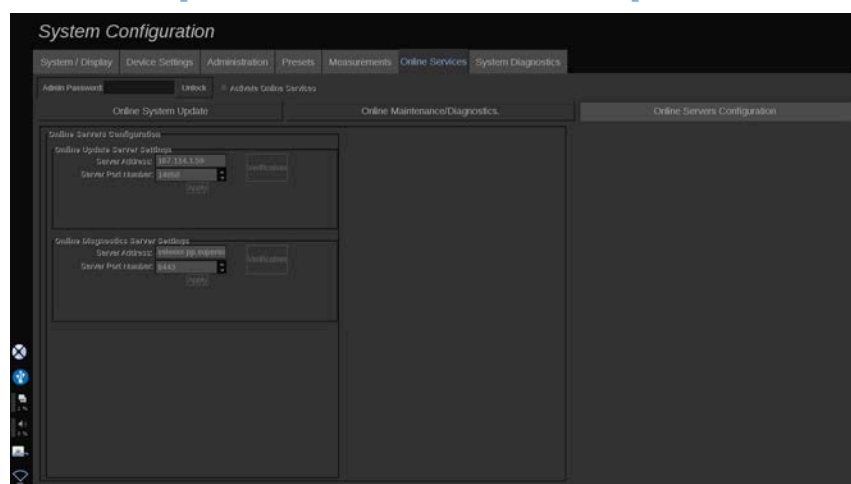 System Configuration
System / Display Device Settings Administration Presets Measurements Online Services System Diagnostics
Admin Password: Unlock Activate Online Services
Online System Update Online Maintenance/Diagnostics. Online Servers Configuration
Online Servers Configuration
Online Update Server Settings
Server Address:
Server Port Number:
Verification
Apply
Online Diagnostics Server Settings
Server Address:
Server Port Number: 8443
Verification
Apply